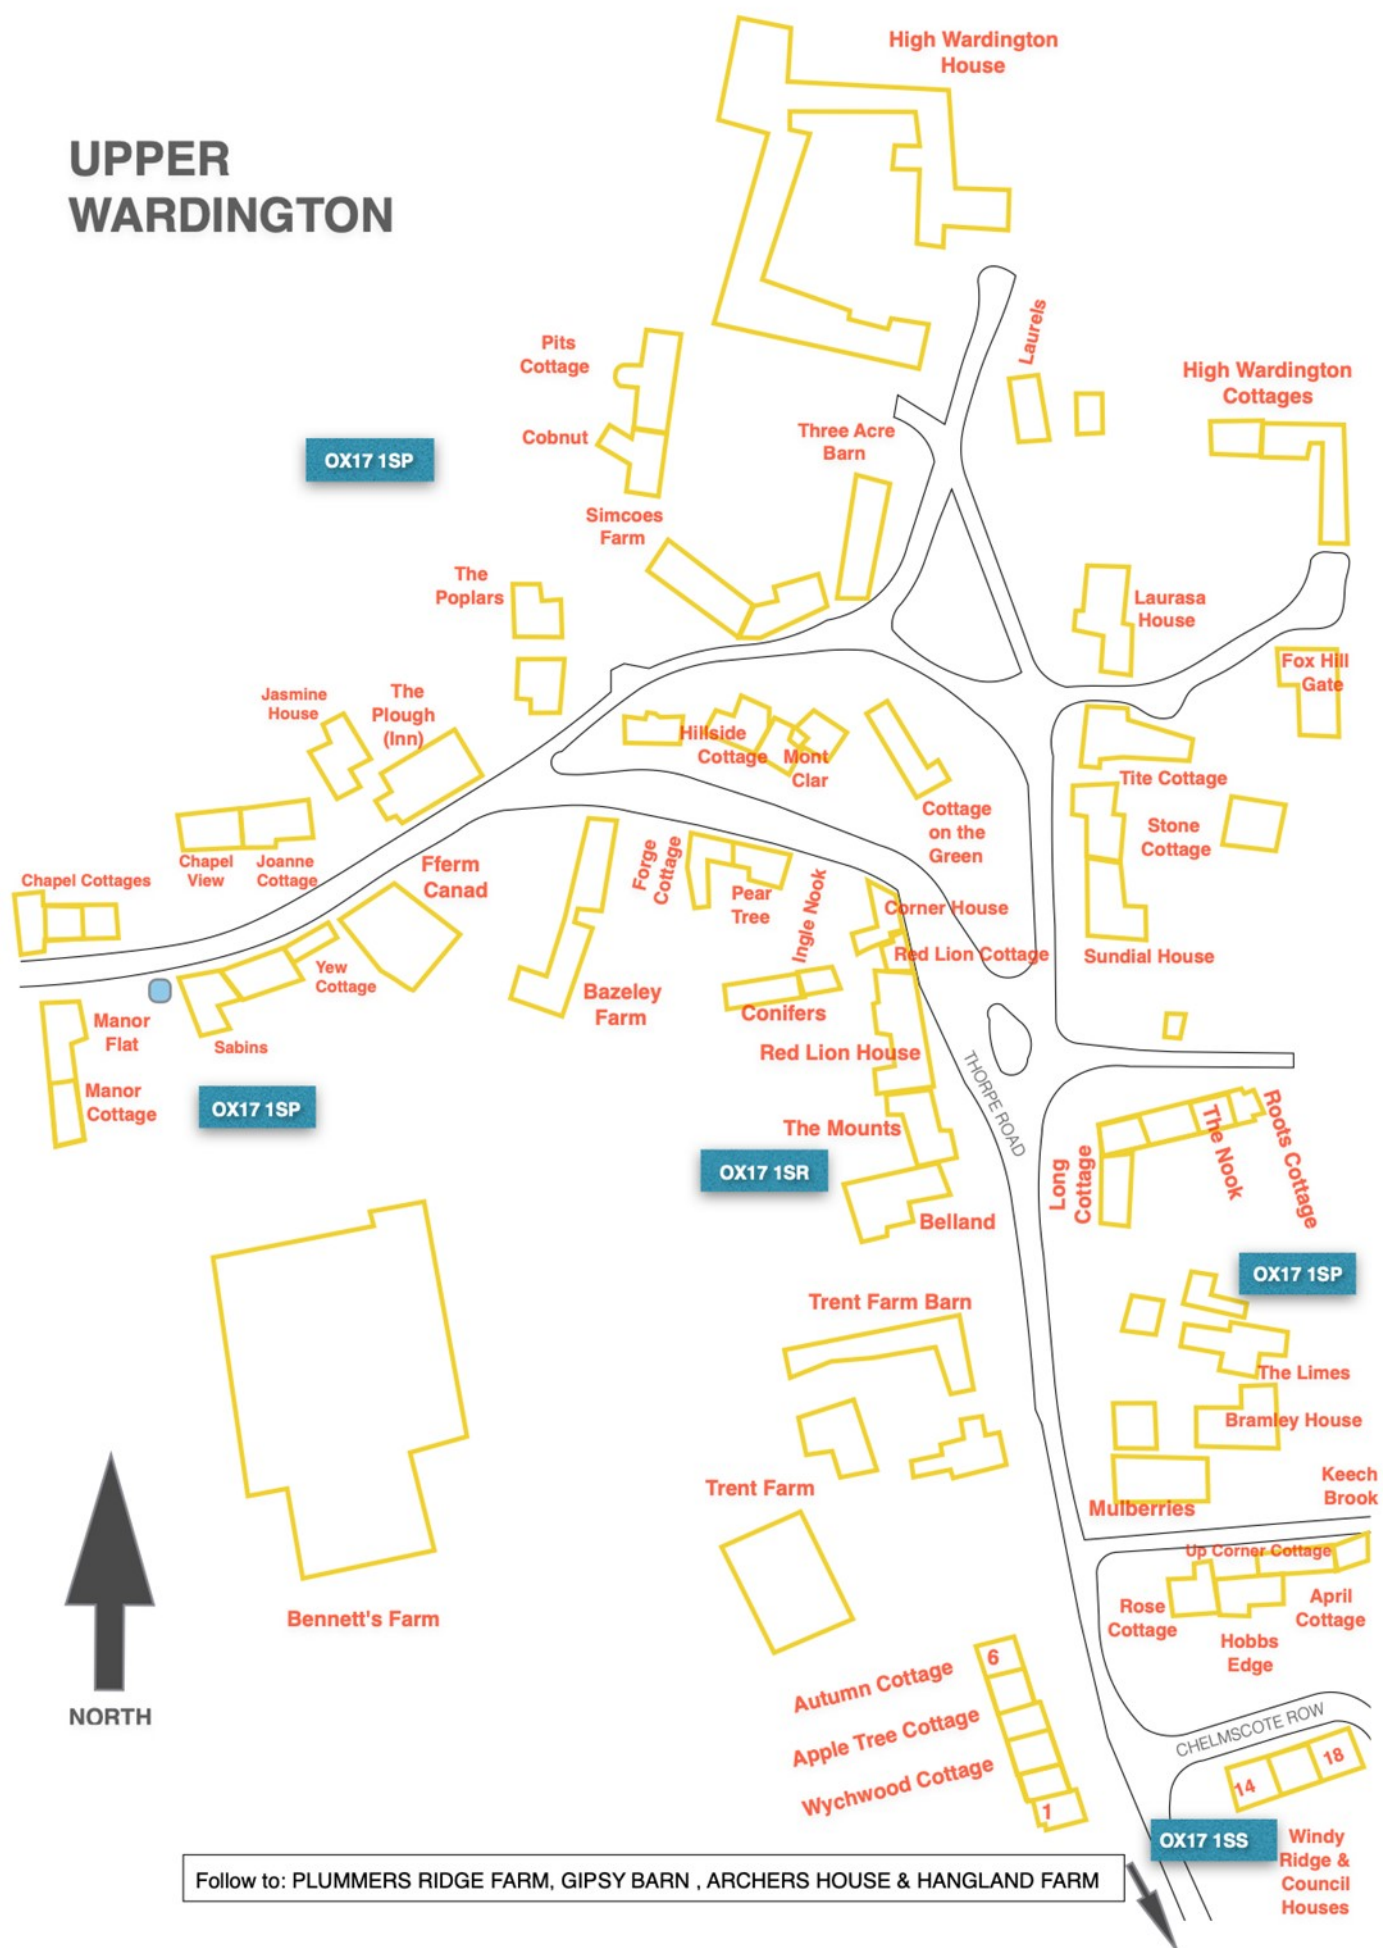 High Wardington
House
UPPER
WARDINGTON
Laurels
Pits
Cottage
High Wardington
Cottages
Cobnut
Three Acre
Barn
OX17 1SP
Simcoes
Farm
The
Poplars
Laurasa
House
Fox Hill
Gate
Jasmine
House
The
Plough
(Inn)
Hillside
Cottage
Mont
Clar
Tite Cottage
Cottage
on the
Green
Stone
Cottage
Chapel
View
Joanne
Cottage
Chapel Cottages
Fferm
Canad
Forge
Cottage
Pear
Tree
Ingle Nook
Corner House
Red Lion Cottage
Sundial House
Yew
Cottage
Bazeley
Farm
Conifers
Manor
Flat
Sabins
Red Lion House
THORPE ROAD
Manor
Cottage
OX17 1SP
The Mounts
OX17 1SR
Long
Cottage
The Nook
Roots Cottage
Belland
OX17 1SP
Trent Farm Barn
The Limes
Bramley House
Trent Farm
Keech
Brook
Mulberries
Up Corner Cottage
Rose
Cottage
April
Cottage
Hobbs
Edge
Bennett's Farm
NORTH
6
Autumn Cottage
Apple Tree Cottage
Wychwood Cottage
1
CHELMSCOTE ROW
14
18
OX17 1SS
Windy
Ridge &
Council
Houses
Follow to: PLUMMERS RIDGE FARM, GIPSY BARN , ARCHERS HOUSE & HANGLAND FARM